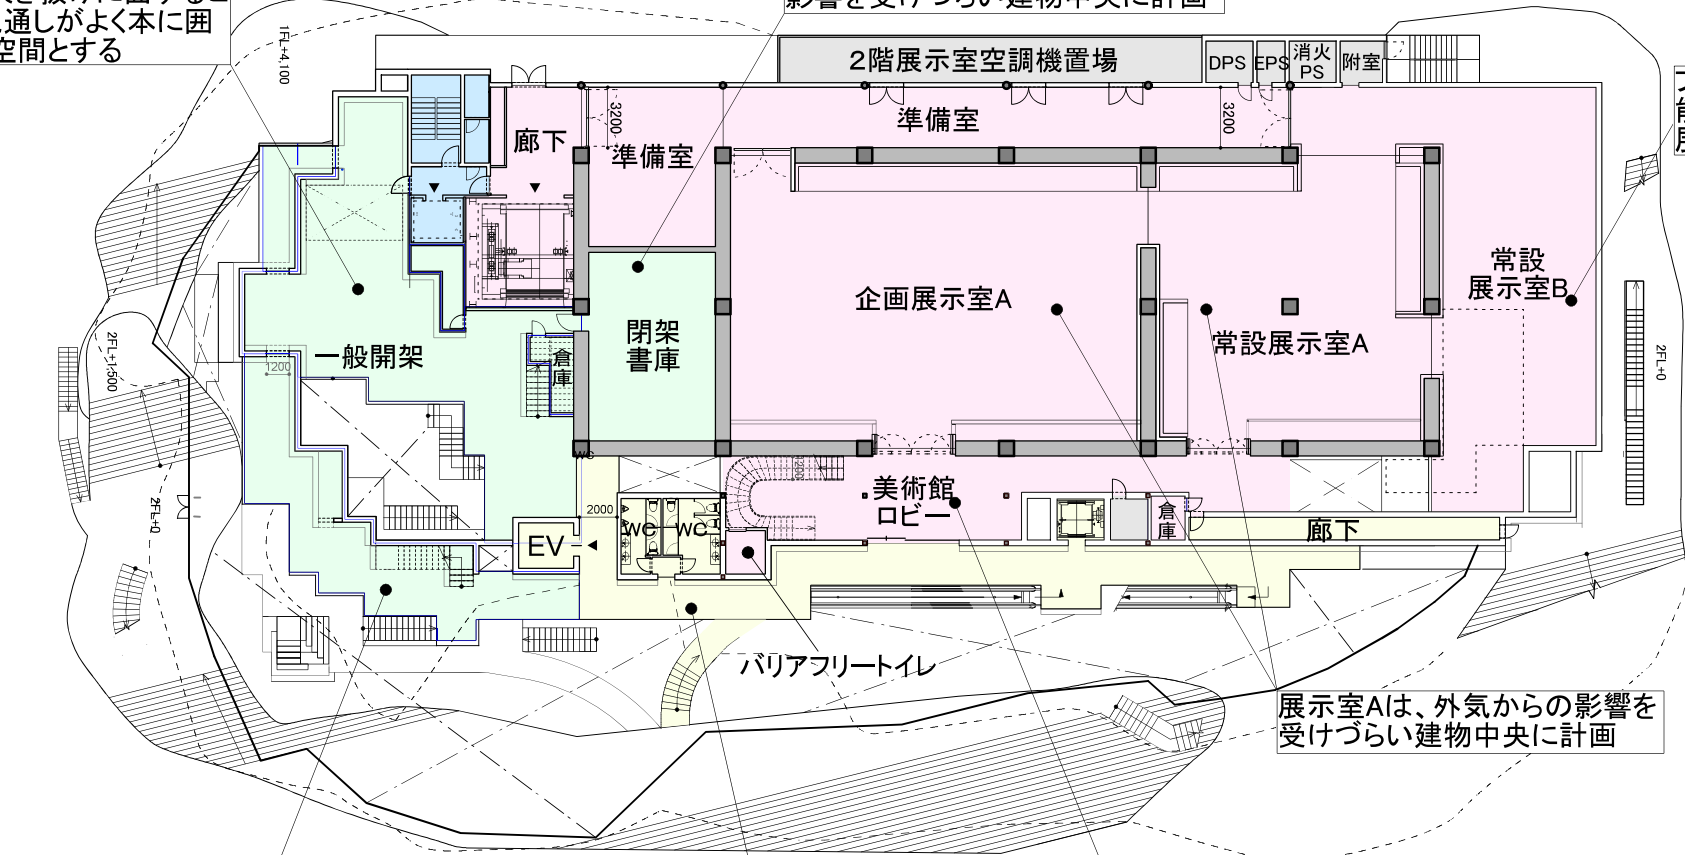 通しがよく本に囲
空間とする
影響を受けづらい建物中央に計画
1FL+4,100
2階展示室空調機置場
DPS
EPS
消火
PS
附室
廊下
3200
準備室
準備室
3200
常設
展示室B
企画展示室A
常設展示室A
閉架
書庫
一般開架
倉庫
1200
2FL+1,500
2FL+0
2FL+0
WC
美術館
ロビー
2000
WC
WC
EV
倉庫
廊下
バリアフリートイレ
展示室Aは、外気からの影響を
受けづらい建物中央に計画